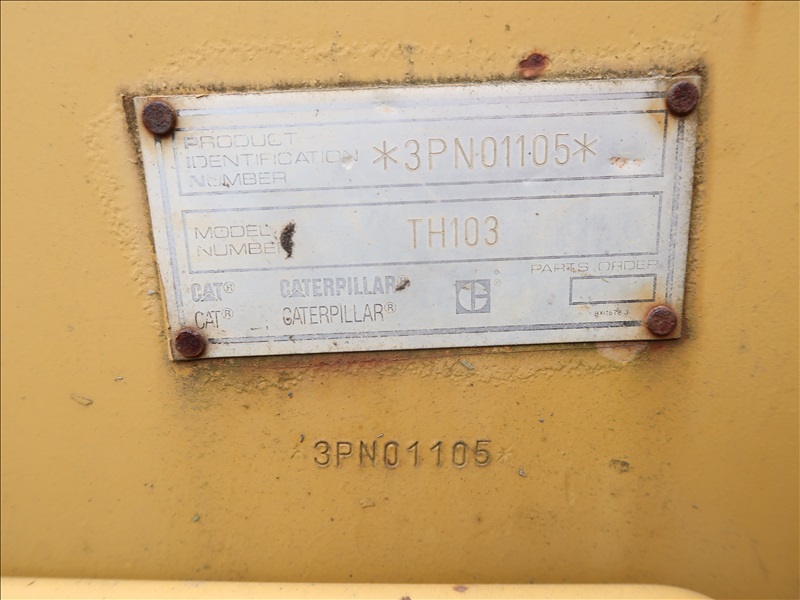 PRODUCT
IDENTIFICATION
NUMBER
*3PN01105*
MODEL
NUMBER
TH103
CAT® CATERPILLAR®
CAT® CATERPILLAR®
PARTS ORDER
*3PN01105*